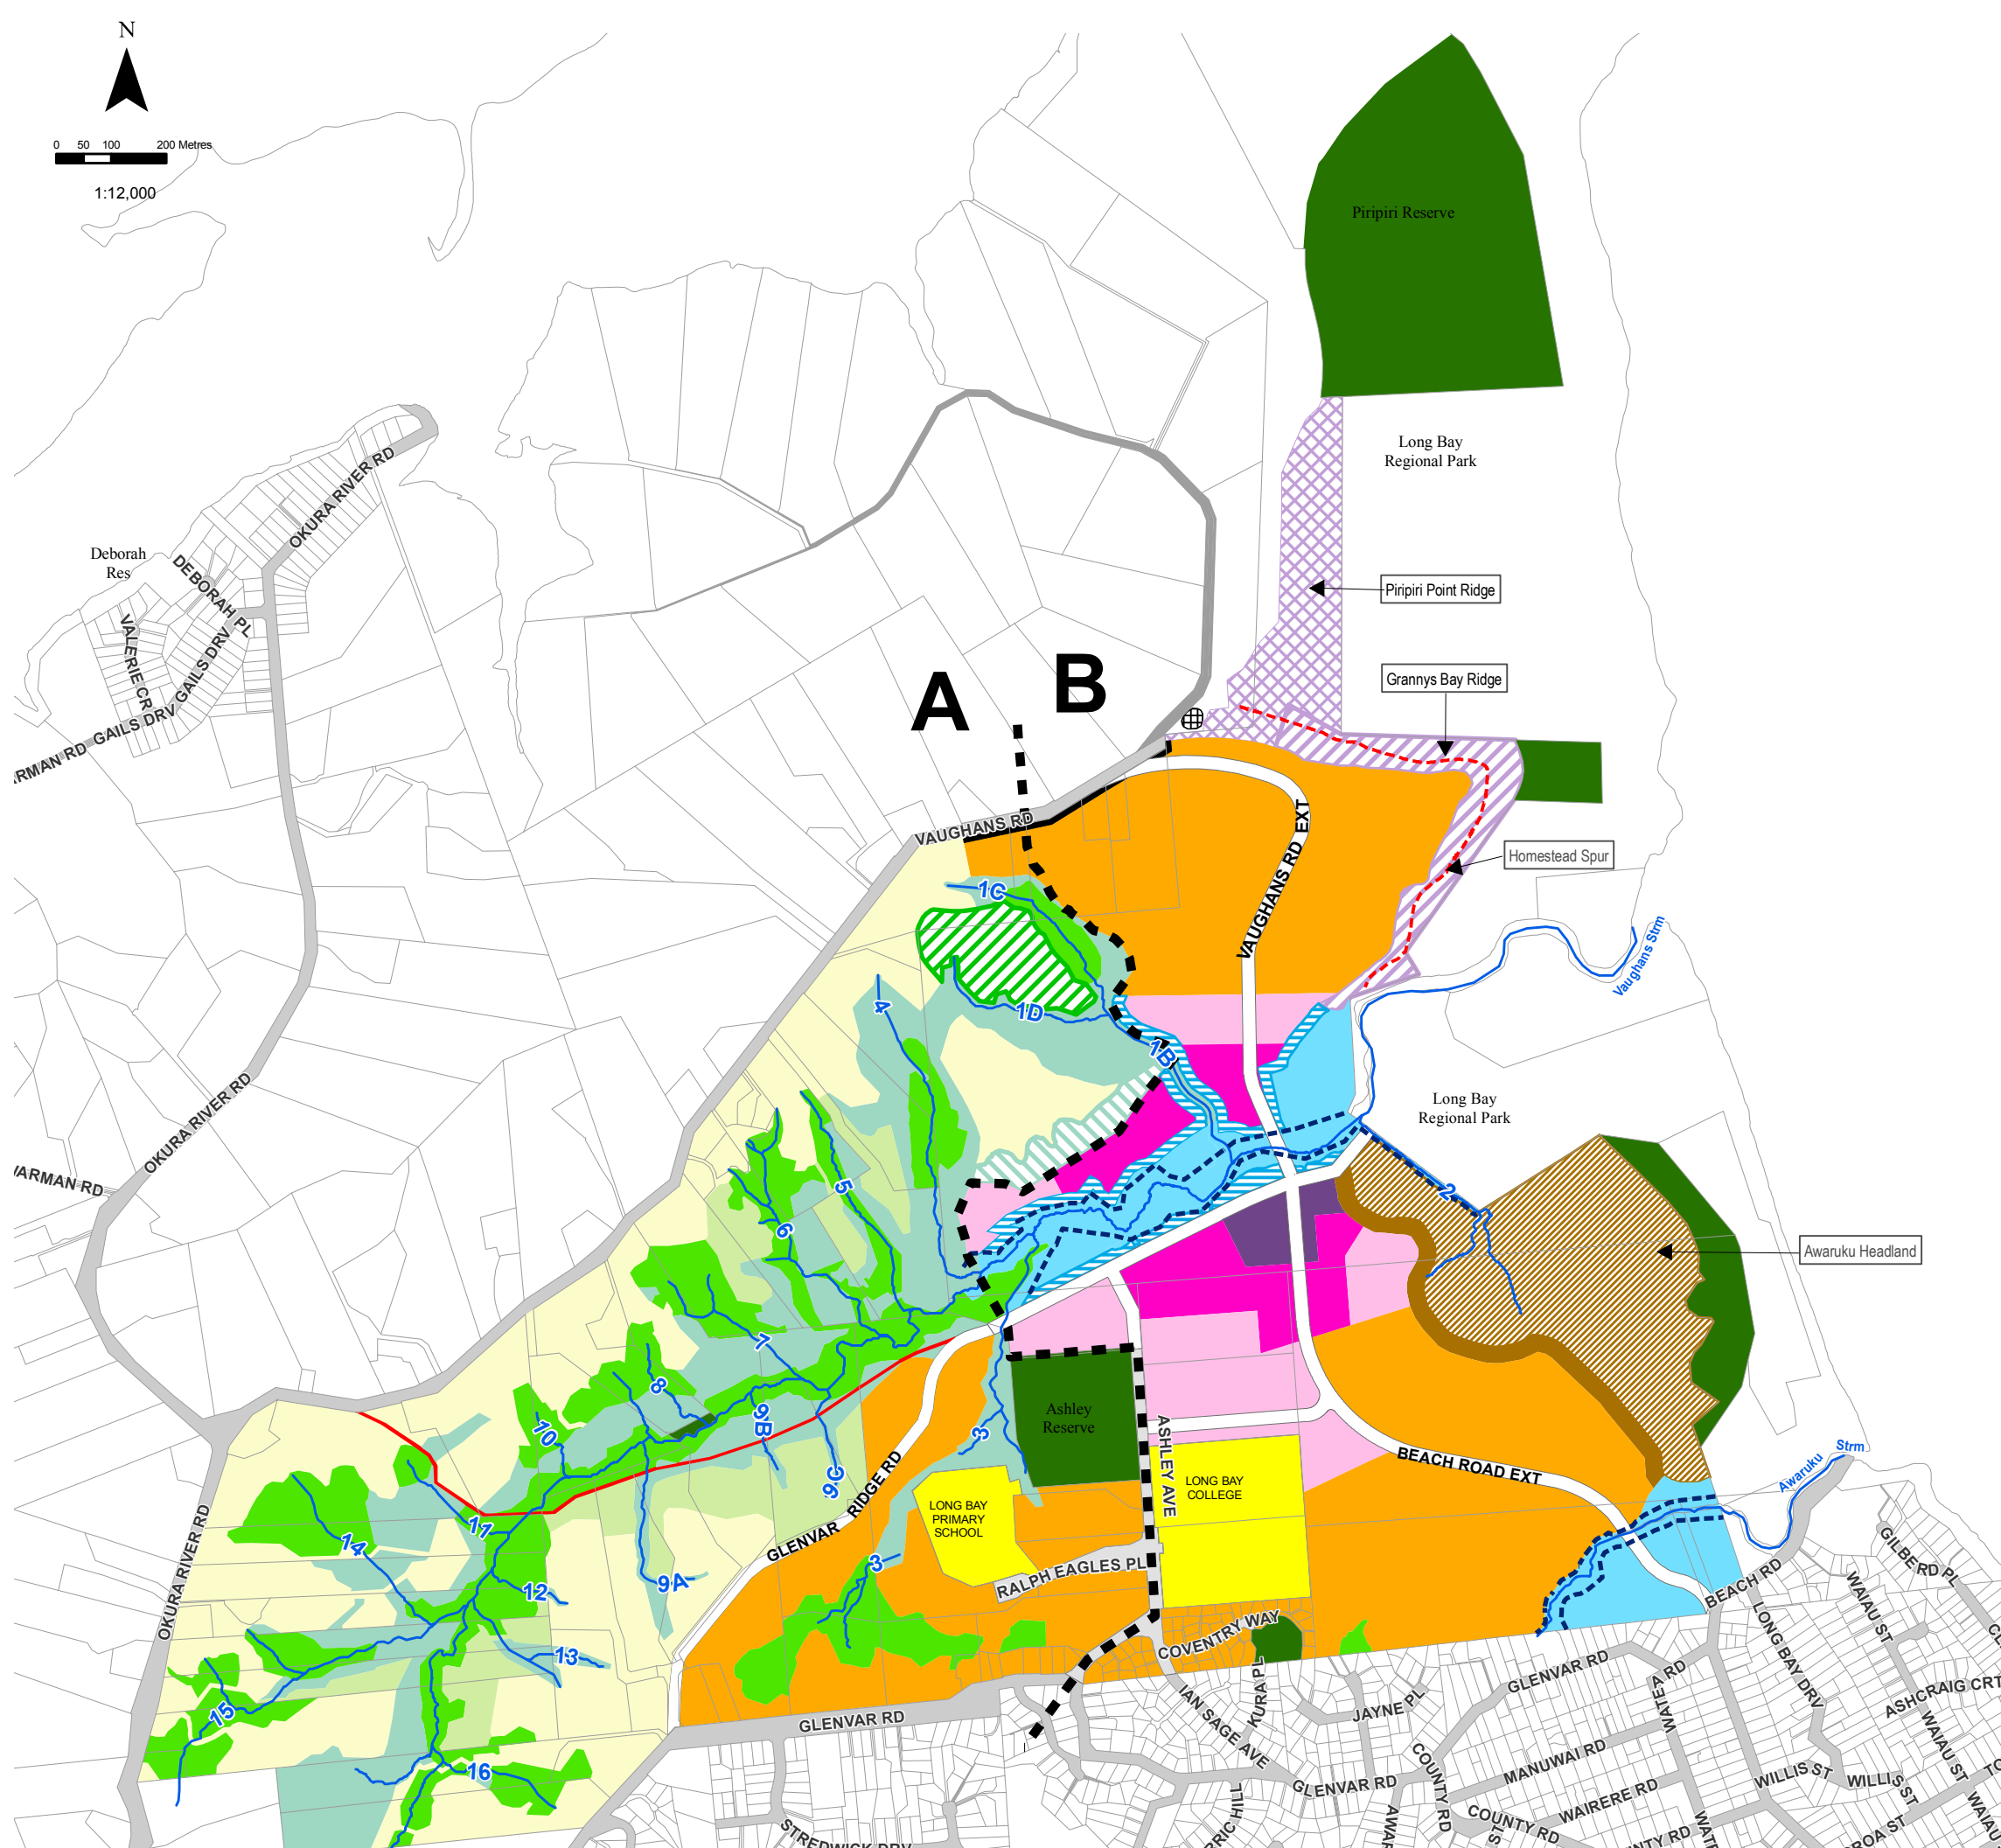 N
0 50 100 200 Metres
1:12,000
Piripiri Reserve
Long Bay
Regional Park
OKURA RIVER RD
Deborah
Res
DEBORAH PL
VALERIE CR
GAILS DRV
GAILS DRV
Piripiri Point Ridge
A
B
Grannys Bay Ridge
VAUGHANS RD
VAUGHANS RD EXT
Homestead Spur
1C
Vaughans Strm
4
1D
1B
OKURA RIVER RD
Long Bay
Regional Park
5
2
6
Awaruku Headland
7
8
9B
9C
10
3
Ashley
Reserve
ASHLEY AVE
BEACH ROAD EXT
Awaruku Strm
LONG BAY
COLLEGE
LONG BAY
PRIMARY
SCHOOL
GLENVAR RIDGE RD
OKURA RIVER RD
11
14
12
9A
3
RALPH EAGLES PL
BEACH RD
GILBERD PL
WAIAU ST
COVENTRY WAY
13
15
16
GLENVAR RD
KURA PL
IAN SAGE AVE
JAYNE PL
GLENVAR RD
LONG BAY DRV
ASHCRAIG CRT
WAIAU ST
GLENVAR RD
COUNTY RD
MANUWAI RD
WAIRERE RD
WILLIS ST
WILLIS ST
COUNTY RD
STREDWICK DRV